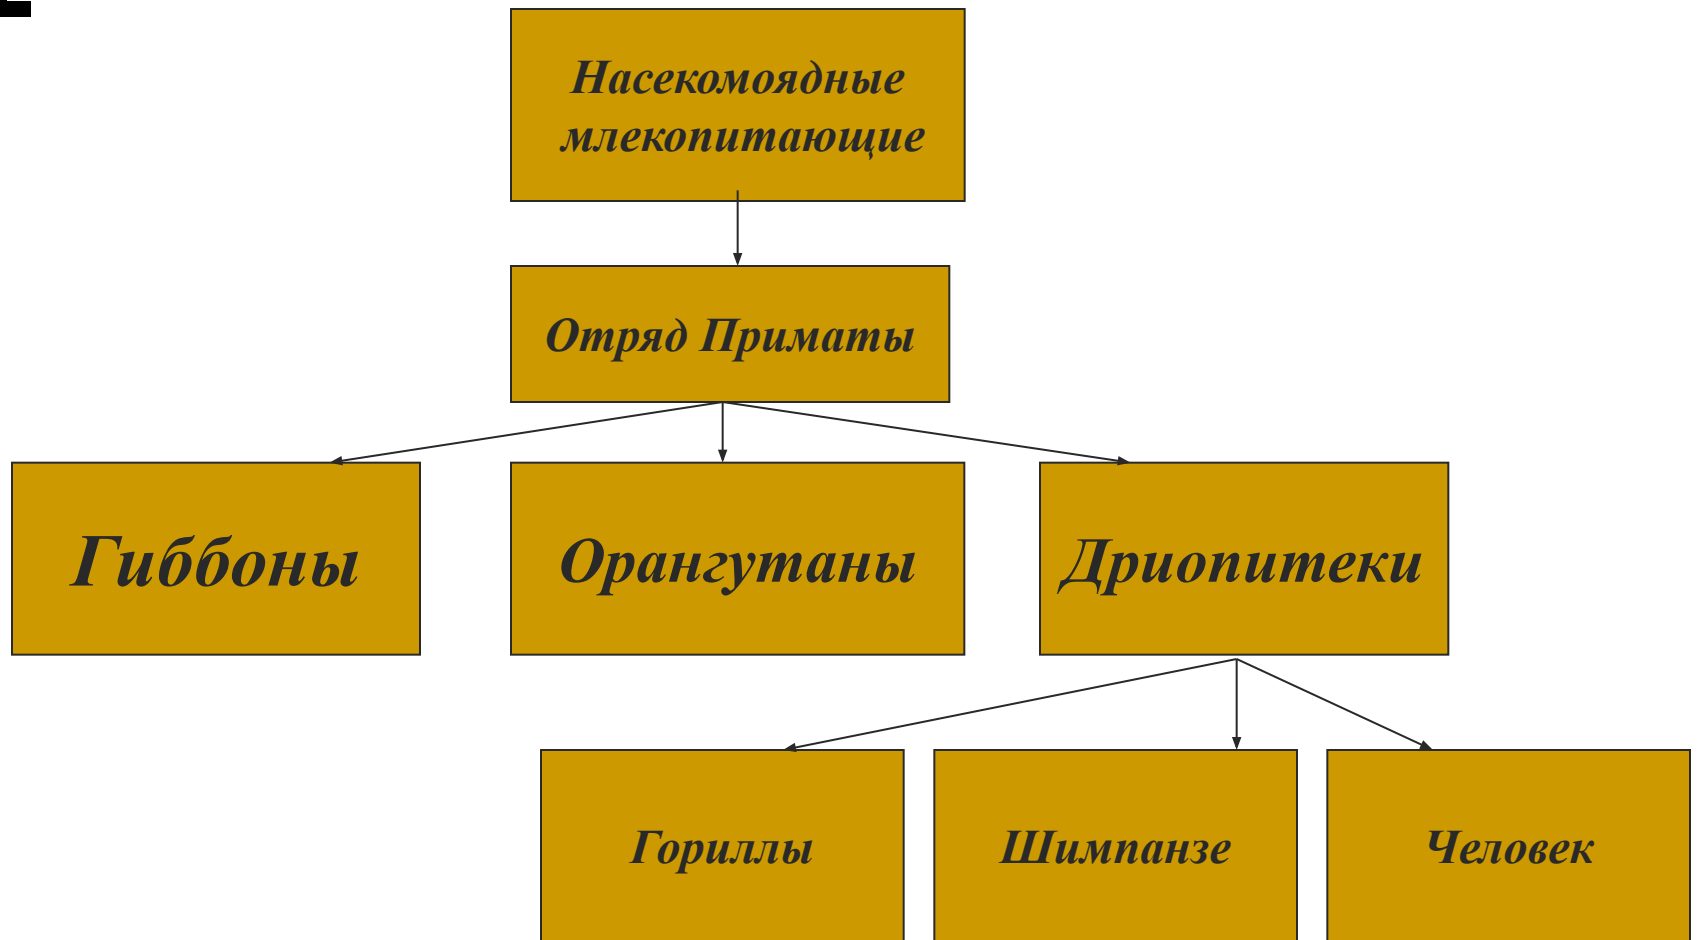 Насекомоядные
млекопитающие
Отряд Приматы
Гиббоны
Орангутаны
Дриопитеки
Гориллы
Шимпанзе
Человек